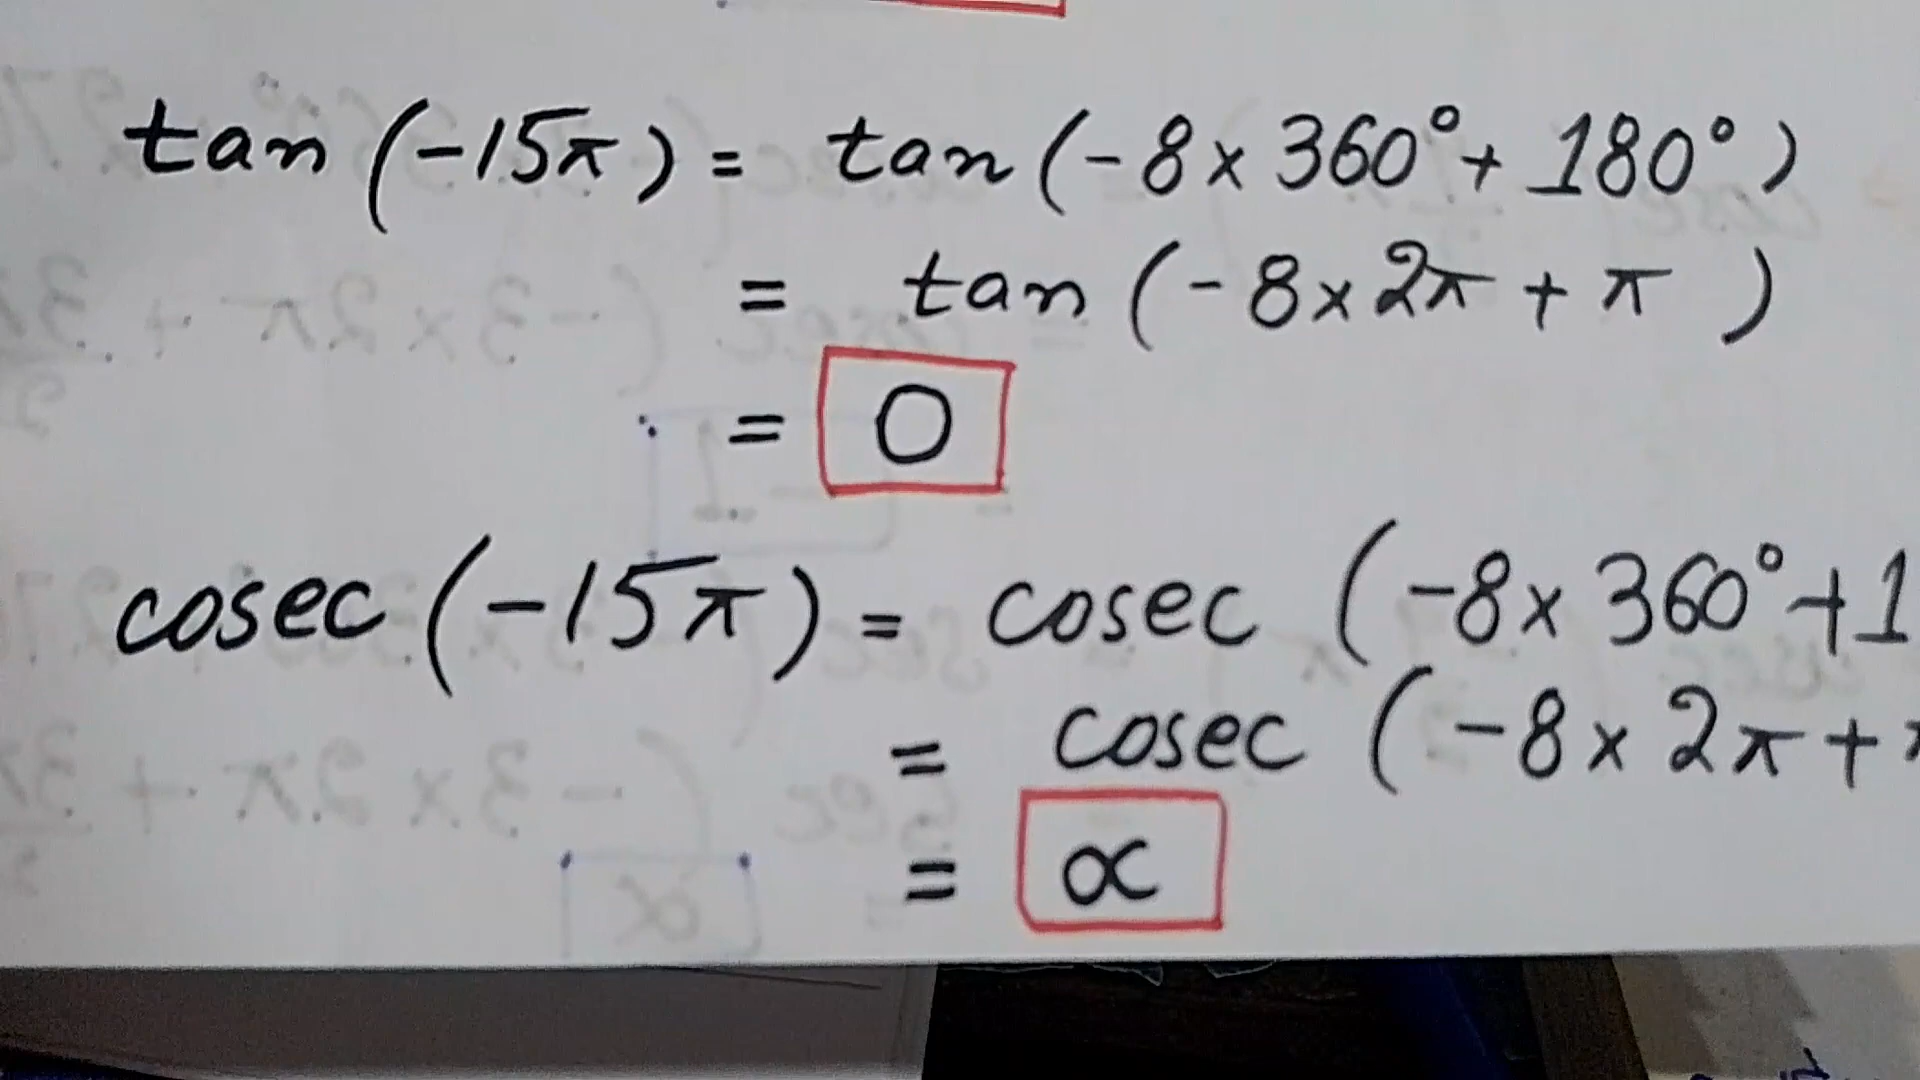 tan (-15π) = tan (-8 x 360° + 180°)
= tan (-8 x 2π + π )
= 0
cosec (-15π) = cosec (-8 x 360° + 1
= cosec (-8 x 2π +
= ∝